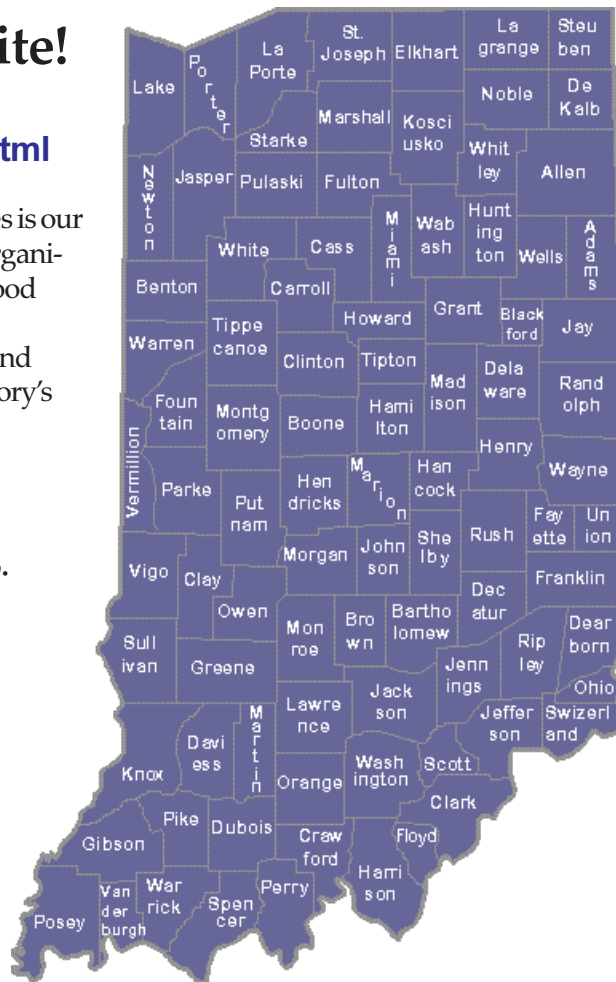 ite!
tml
es is our
rgani-
ood
nd
ory's
.
St.
Joseph
La
Porte
Elkhart
La
grange
Steu
ben
Lake
Porter
Noble
De
Kalb
Marshall
Kosci
usko
Starke
Whit
ley
Allen
Newton
Jasper
Pulaski
Fulton
Miami
Wab
ash
Hunt
ing
ton
Wells
Adams
White
Cass
Benton
Carroll
Grant
Black
ford
Jay
Howard
Tippe
canoe
Warren
Clinton
Tipton
Mad
ison
Dela
ware
Rand
olph
Foun
tain
Montg
omery
Boone
Hami
lton
Henry
Wayne
Vermillion
Parke
Put
nam
Hen
dricks
Marion
Han
cock
Fay
ette
Un
ion
Rush
She
lby
John
son
Morgan
Vigo
Clay
Franklin
Owen
Dec
atur
Mon
roe
Bro
wn
Bartho
lomew
Dear
born
Rip
ley
Sull
ivan
Greene
Jenn
ings
Ohio
Jack
son
Lawre
nce
Jeffer
son
Swizerl
and
Martin
Davi
ess
Knox
Orange
Wash
ington
Scott
Clark
Pike
Dubois
Craw
ford
Floyd
Gibson
Harri
son
Perry
War
rick
Van
der
burgh
Spen
cer
Posey